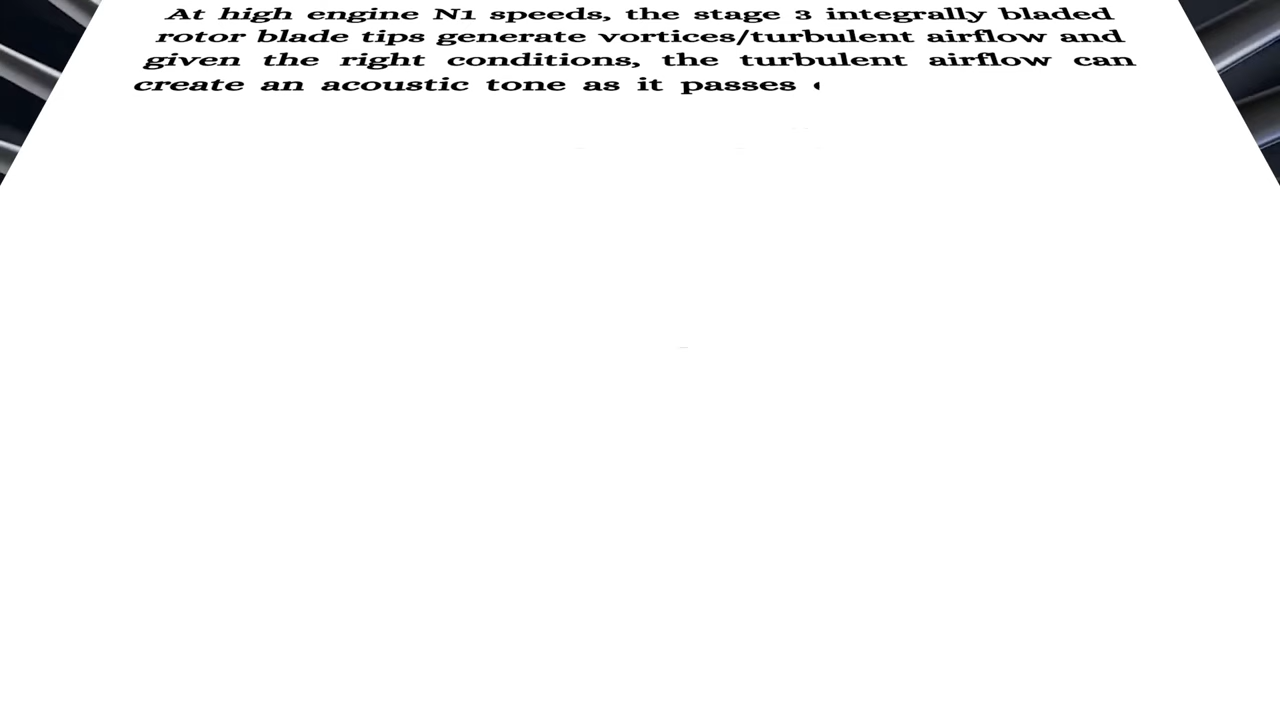 At high engine N1 speeds, the stage 3 integrally bladed
rotor blade tips generate vortices/turbulent airflow and
given the right conditions, the turbulent airflow can
create an acoustic tone as it passes